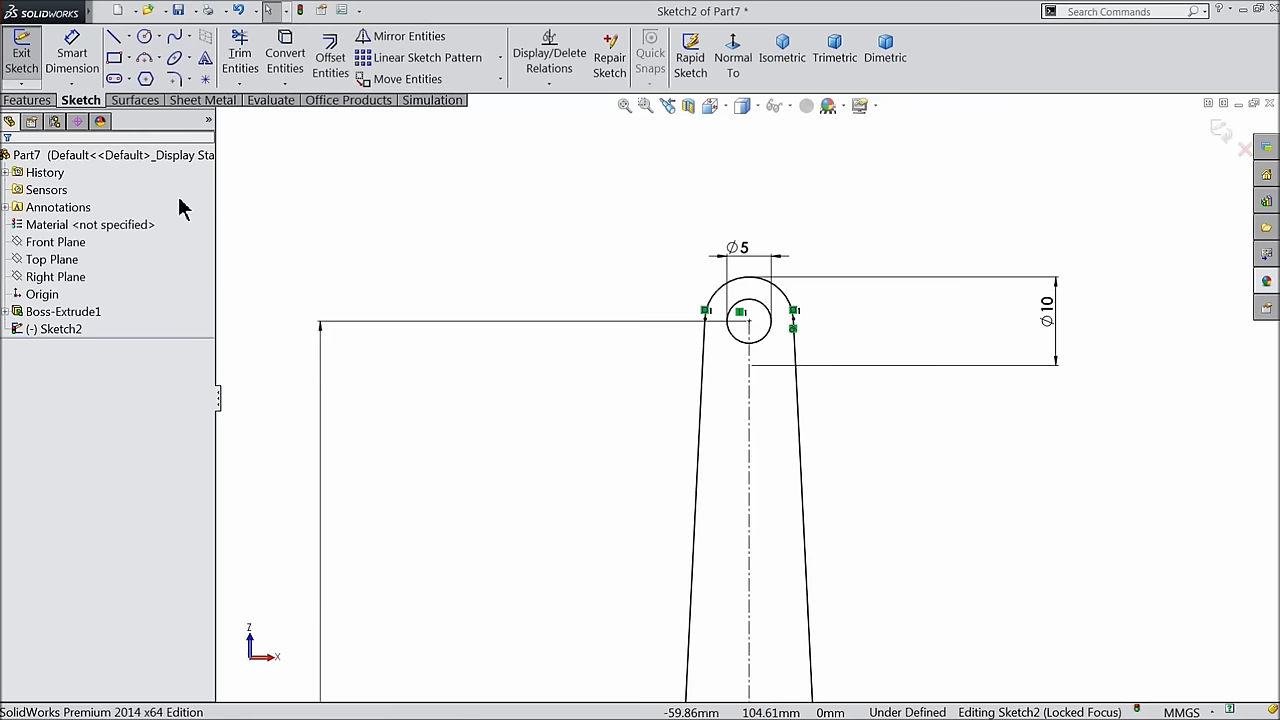 SOLIDWORKS
Sketch2 of Part7 *
Search Commands
Exit Sketch
Smart Dimension
Trim Entities
Convert Entities
Offset Entities
Mirror Entities
Linear Sketch Pattern
Move Entities
Display/Delete Relations
Repair Sketch
Quick Snaps
Rapid Sketch
Normal To
Isometric
Trimetric
Dimetric
Features
Sketch
Surfaces
Sheet Metal
Evaluate
Office Products
Simulation
Part7 (Default<<Default>_Display Sta
History
Sensors
Annotations
Material <not specified>
Front Plane
Top Plane
Right Plane
Origin
Boss-Extrude1
(-) Sketch2
∅5
∅10
1
1
1
Z
X
SOLIDWORKS Premium 2014 x64 Edition
-59.86mm
104.61mm
0mm
Under Defined
Editing Sketch2 (Locked Focus)
MMGS